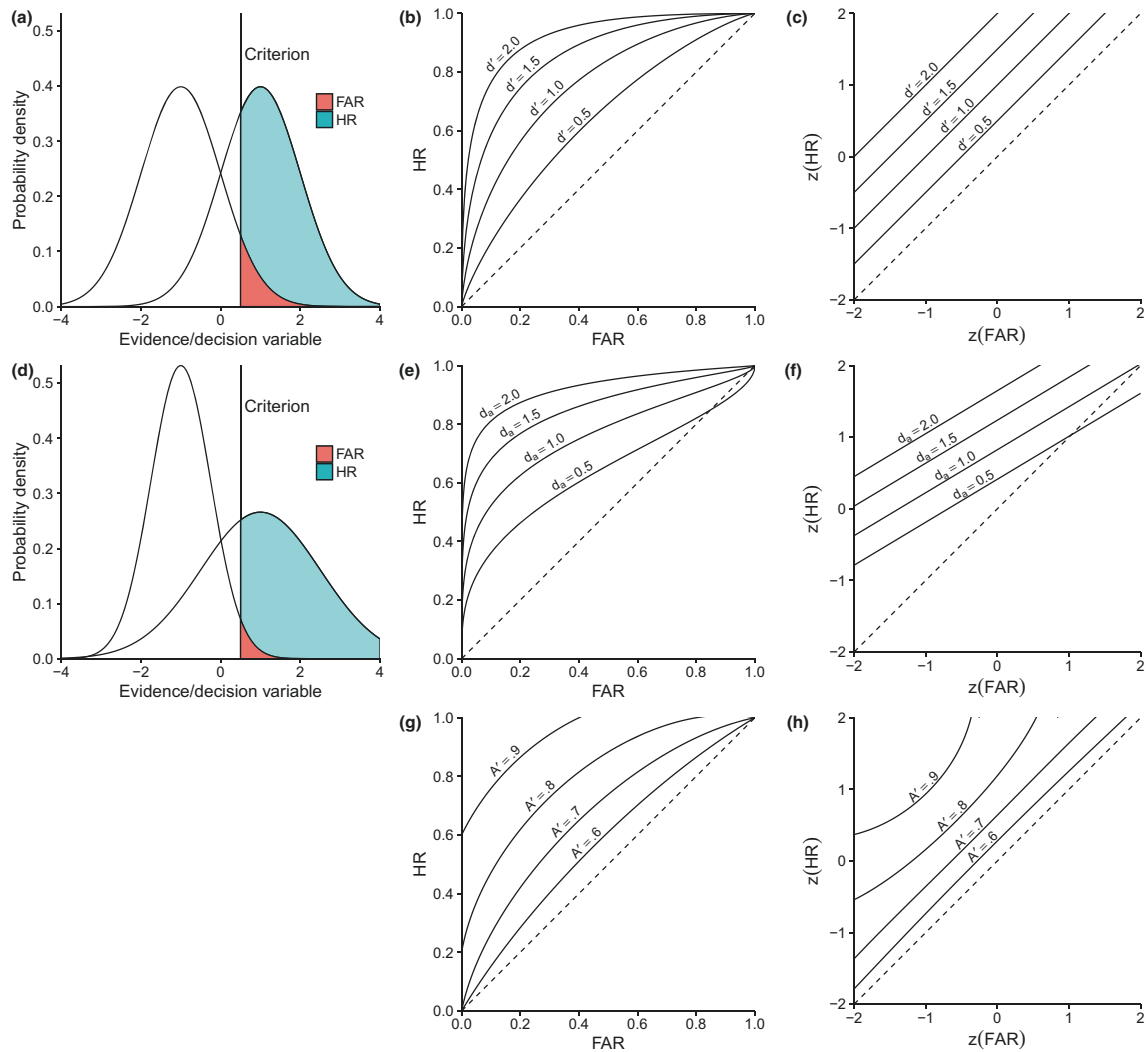 (a)
Criterion
FAR
HR
Probability density
0.5
0.4
0.3
0.2
0.1
0.0
−4
−2
0
2
4
Evidence/decision variable
(b)
d′ = 2.0
d′ = 1.5
d′ = 1.0
d′ = 0.5
HR
1.0
0.8
0.6
0.4
0.2
0.0
0.0
0.2
0.4
0.6
0.8
1.0
FAR
(c)
d′ = 2.0
d′ = 1.5
d′ = 1.0
d′ = 0.5
z(HR)
2
1
0
−1
−2
−2
−1
0
1
2
z(FAR)
(d)
Criterion
FAR
HR
Probability density
0.5
0.4
0.3
0.2
0.1
0.0
−4
−2
0
2
4
Evidence/decision variable
(e)
dₐ = 2.0
dₐ = 1.5
dₐ = 1.0
dₐ = 0.5
HR
1.0
0.8
0.6
0.4
0.2
0.0
0.0
0.2
0.4
0.6
0.8
1.0
FAR
(f)
dₐ = 2.0
dₐ = 1.5
dₐ = 1.0
dₐ = 0.5
z(HR)
2
1
0
−1
−2
−2
−1
0
1
2
z(FAR)
(g)
A′ = .9
A′ = .8
A′ = .7
A′ = .6
HR
1.0
0.8
0.6
0.4
0.2
0.0
0.0
0.2
0.4
0.6
0.8
1.0
FAR
(h)
A′ = .9
A′ = .8
A′ = .7
A′ = .6
z(HR)
2
1
0
−1
−2
−2
−1
0
1
2
z(FAR)